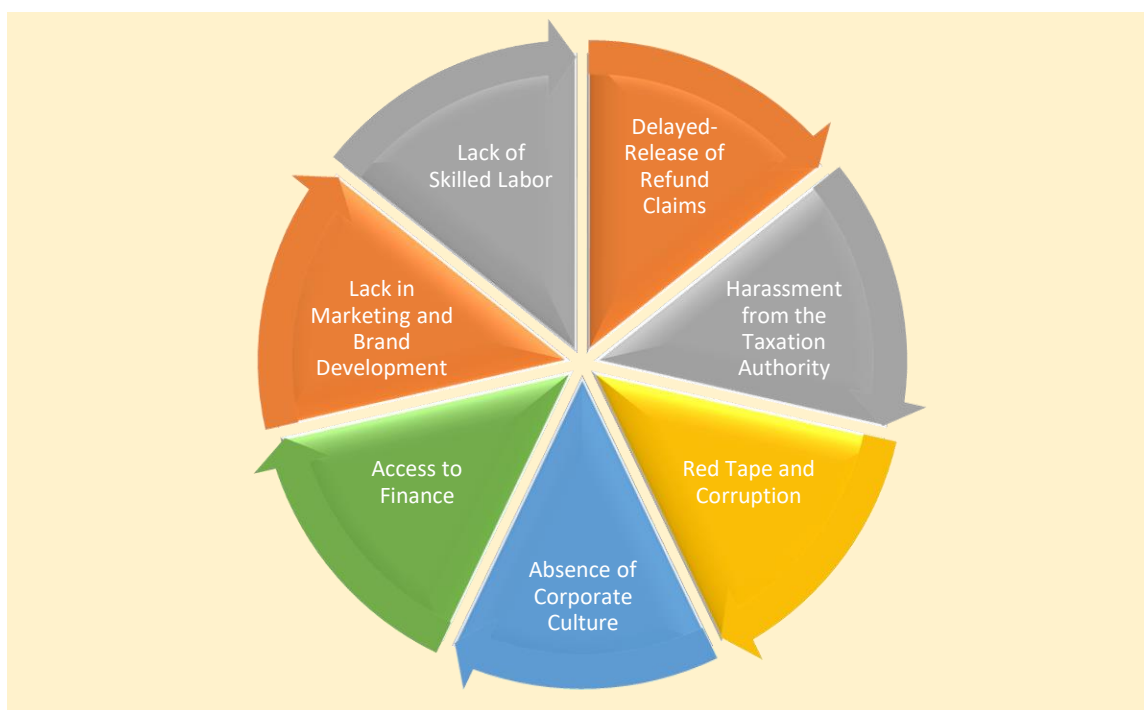 Delayed-
Release of
Refund
Claims
Harassment
from the
Taxation
Authority
Red Tape and
Corruption
Absence of
Corporate
Culture
Access to
Finance
Lack in
Marketing and
Brand
Development
Lack of
Skilled Labor